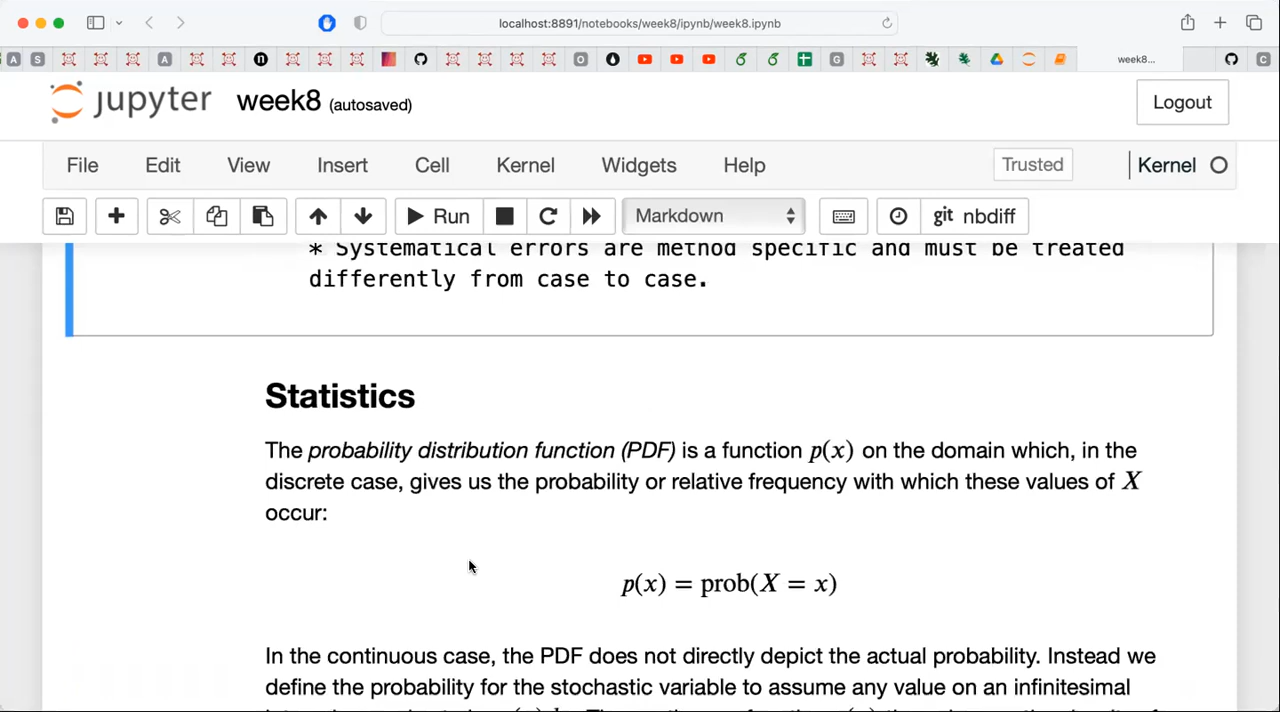 localhost:8891/notebooks/week8/ipynb/week8.ipynb
week8...
jupyter week8 (autosaved)
Logout
File Edit View Insert Cell Kernel Widgets Help Trusted Kernel
Run Markdown git nbdiff
* Systematical errors are method specific and must be treated
differently from case to case.
Statistics
The probability distribution function (PDF) is a function p(x) on the domain which, in the
discrete case, gives us the probability or relative frequency with which these values of X
occur:
p(x) = prob(X = x)
In the continuous case, the PDF does not directly depict the actual probability. Instead we
define the probability for the stochastic variable to assume any value on an infinitesimal